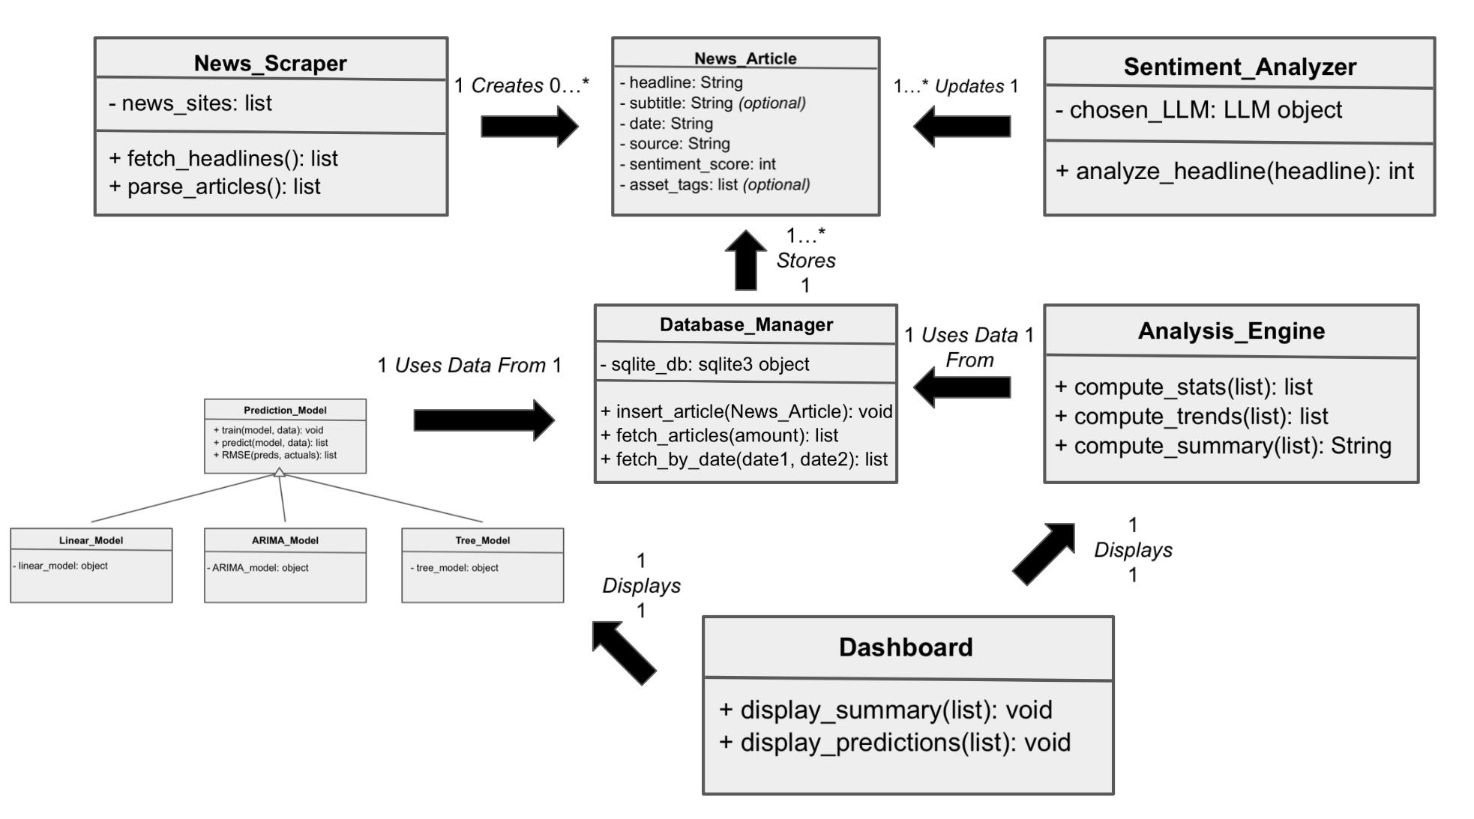 News_Scraper
- news_sites: list
+ fetch_headlines(): list
+ parse_articles(): list
1 Creates 0...*
News_Article
- headline: String
- subtitle: String (optional)
- date: String
- source: String
- sentiment_score: int
- asset_tags: list (optional)
1...* Updates 1
Sentiment_Analyzer
- chosen_LLM: LLM object
+ analyze_headline(headline): int
1...*
Stores
1
Database_Manager
- sqlite_db: sqlite3 object
+ insert_article(News_Article): void
+ fetch_articles(amount): list
+ fetch_by_date(date1, date2): list
1 Uses Data 1
From
Analysis_Engine
+ compute_stats(list): list
+ compute_trends(list): list
+ compute_summary(list): String
1 Uses Data From 1
Prediction_Model
+ train(model, data): void
+ predict(model, data): list
+ RMSE(preds, actuals): list
Linear_Model
- linear_model: object
ARIMA_Model
- ARIMA_model: object
Tree_Model
- tree_model: object
1
Displays
1
1
Displays
1
Dashboard
+ display_summary(list): void
+ display_predictions(list): void